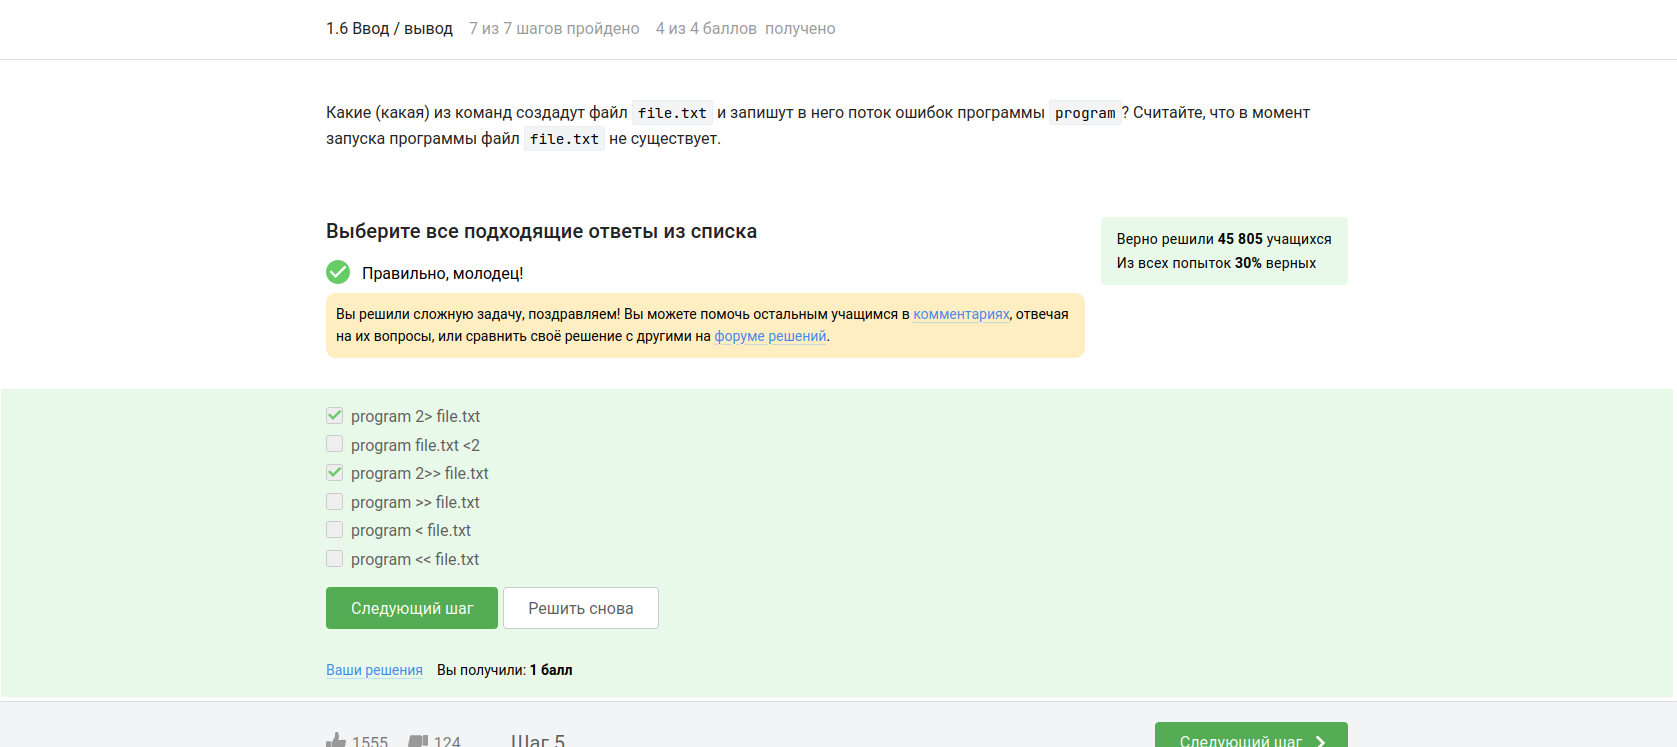 1.6 Ввод / вывод 7 из 7 шагов пройдено 4 из 4 баллов получено
Какие (какая) из команд создадут файл file.txt и запишут в него поток ошибок программы program? Считайте, что в момент
запуска программы файл file.txt не существует.
Выберите все подходящие ответы из списка
Верно решили 45 805 учащихся
Из всех попыток 30% верных
Правильно, молодец!
Вы решили сложную задачу, поздравляем! Вы можете помочь остальным учащимся в комментариях, отвечая
на их вопросы, или сравнить своё решение с другими на форуме решений.
program 2> file.txt
program file.txt <2
program 2>> file.txt
program >> file.txt
program < file.txt
program << file.txt
Следующий шаг Решить снова
Ваши решения Вы получили: 1 балл
1555 124 Шаг 5 Следующий шаг